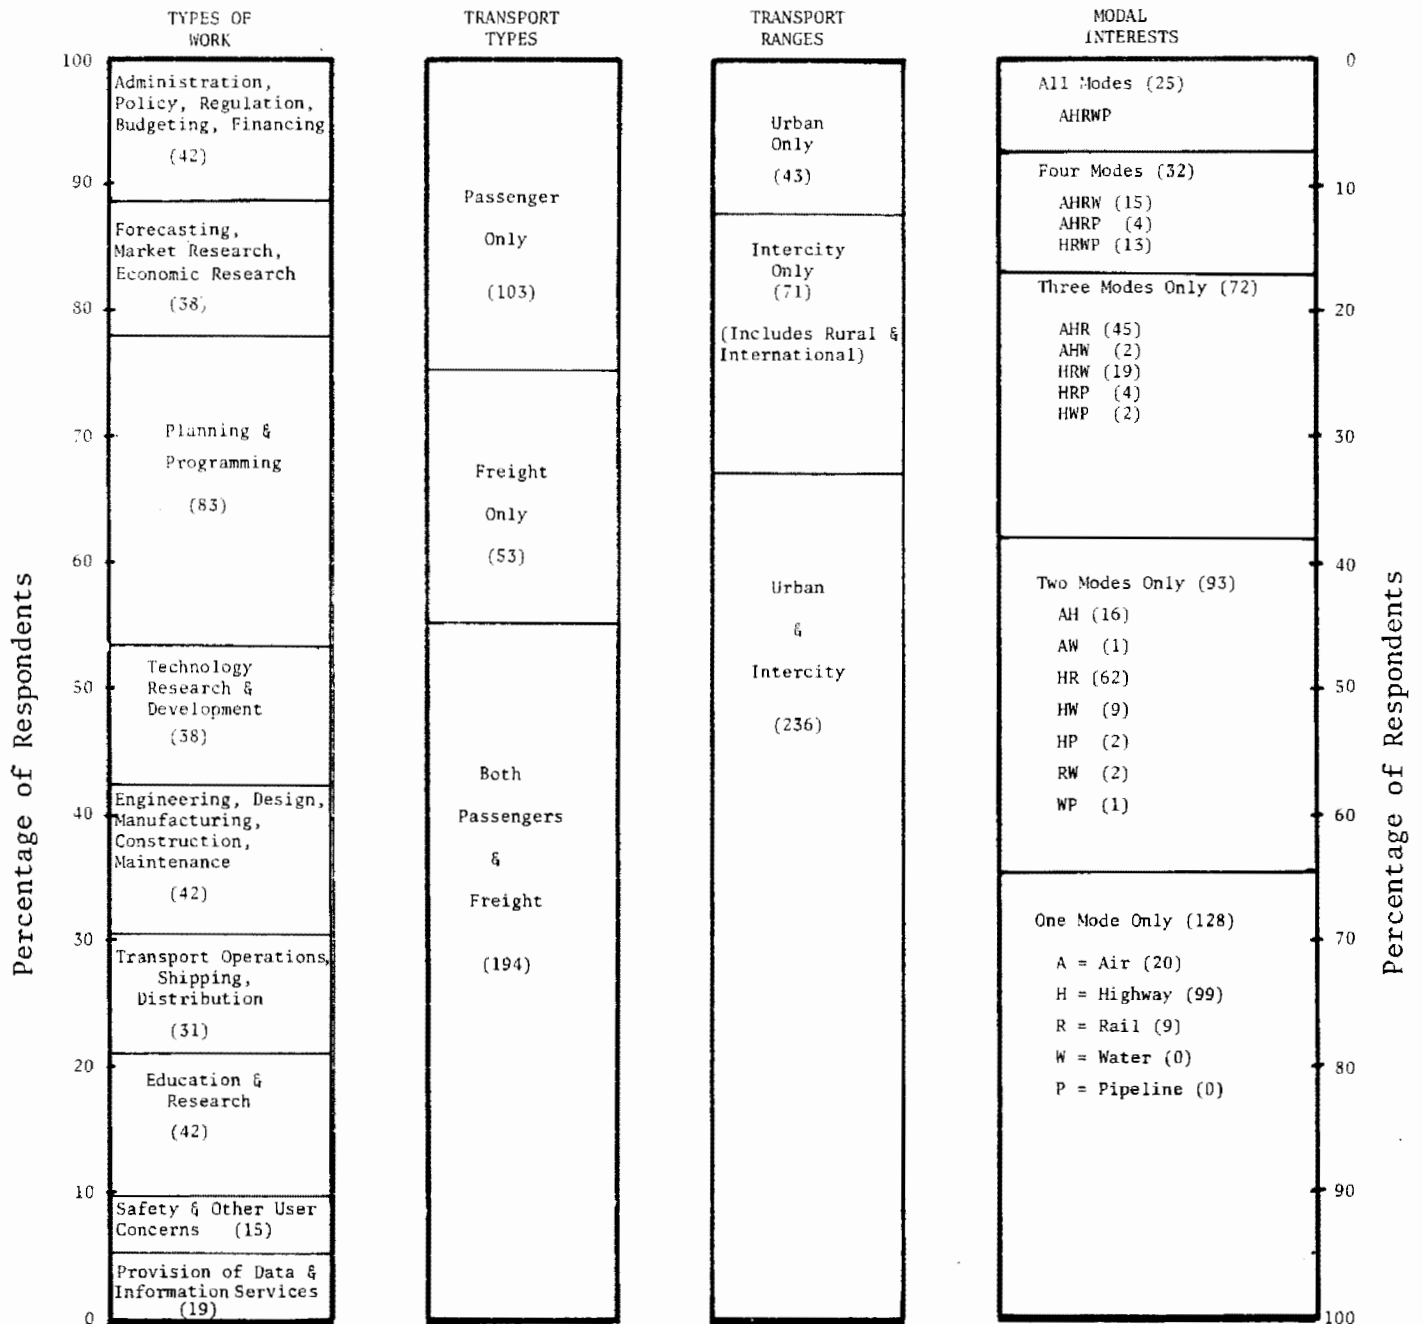 TYPES OF
WORK
TRANSPORT
TYPES
TRANSPORT
RANGES
MODAL
INTERESTS
Percentage of Respondents
100
90
80
70
60
50
40
30
20
10
0
Administration,
Policy, Regulation,
Budgeting, Financing
(42)
Forecasting,
Market Research,
Economic Research
(38)
Planning &
Programming
(83)
Technology
Research &
Development
(38)
Engineering, Design,
Manufacturing,
Construction,
Maintenance
(42)
Transport Operations,
Shipping,
Distribution
(31)
Education &
Research
(42)
Safety & Other User
Concerns (15)
Provision of Data &
Information Services
(19)
Passenger
Only
(103)
Freight
Only
(53)
Both
Passengers
&
Freight
(194)
Urban
Only
(43)
Intercity
Only
(71)
(Includes Rural &
International)
Urban
&
Intercity
(236)
All Modes (25)
AHRWP
Four Modes (32)
AHRW (15)
AHRP (4)
HRWP (13)
Three Modes Only (72)
AHR (45)
AHW (2)
HRW (19)
HRP (4)
HWP (2)
Two Modes Only (93)
AH (16)
AW (1)
HR (62)
HW (9)
HP (2)
RW (2)
WP (1)
One Mode Only (128)
A = Air (20)
H = Highway (99)
R = Rail (9)
W = Water (0)
P = Pipeline (0)
0
10
20
30
40
50
60
70
80
90
100
Percentage of Respondents